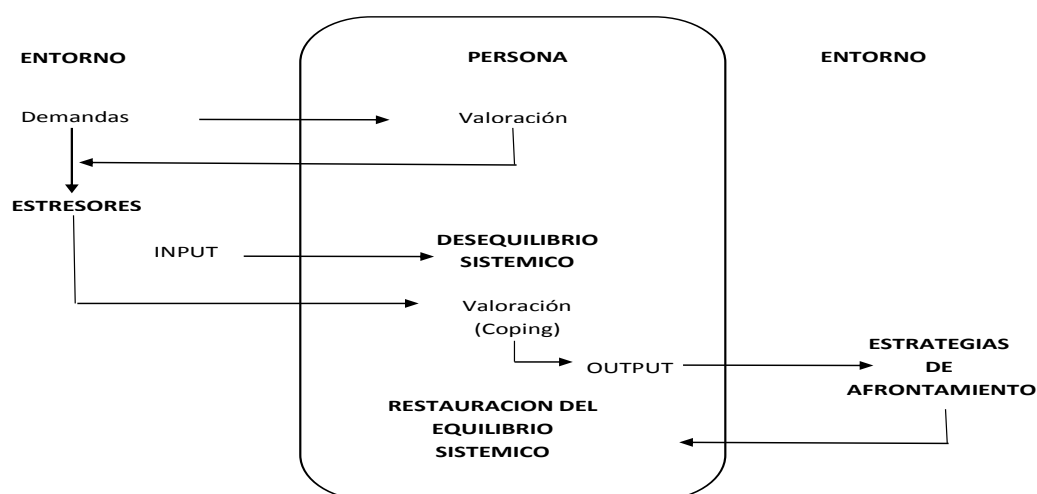 ENTORNO
PERSONA
ENTORNO
Demandas
Valoración
ESTRESORES
INPUT
DESEQUILIBRIO
SISTEMICO
Valoración
(Coping)
OUTPUT
ESTRATEGIAS
DE
AFRONTAMIENTO
RESTAURACION DEL
EQUILIBRIO
SISTEMICO